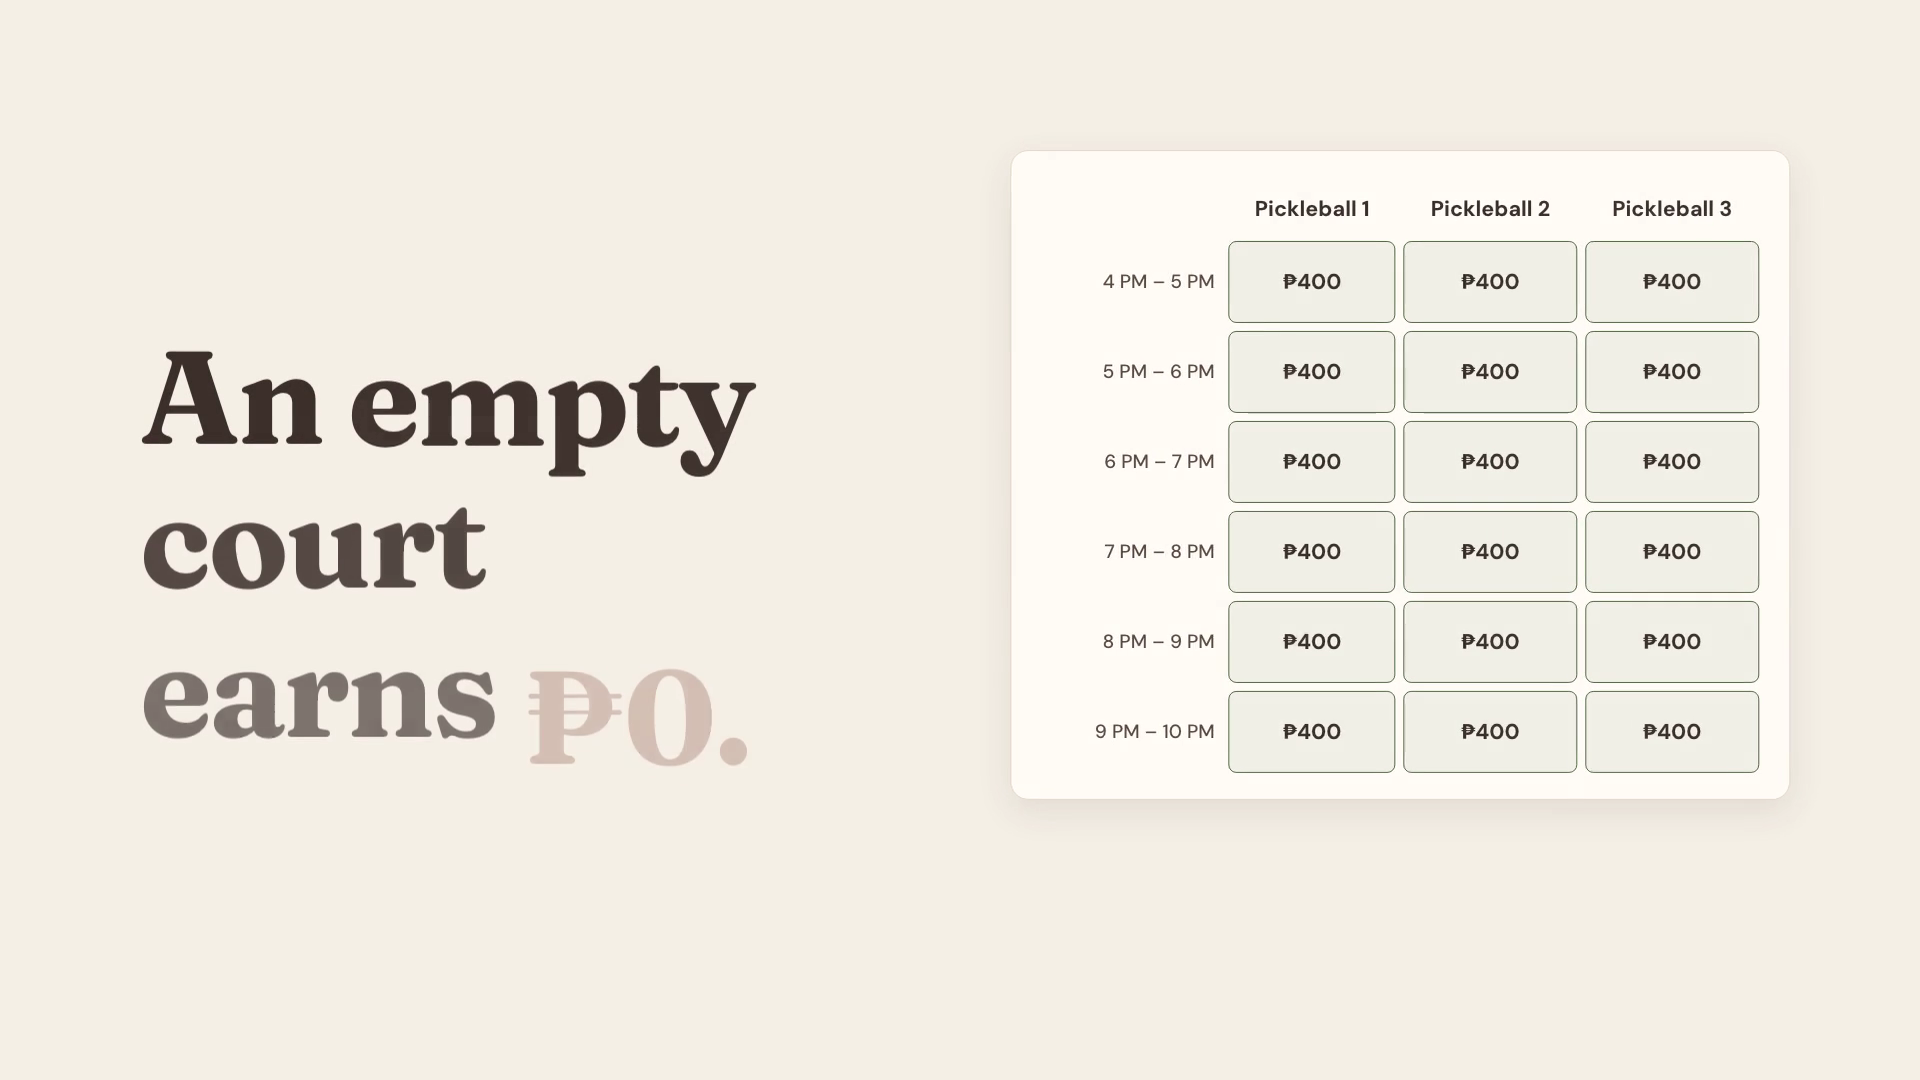 An empty
court
earns ₱0.
Pickleball 1 Pickleball 2 Pickleball 3
4 PM – 5 PM ₱400 ₱400 ₱400
5 PM – 6 PM ₱400 ₱400 ₱400
6 PM – 7 PM ₱400 ₱400 ₱400
7 PM – 8 PM ₱400 ₱400 ₱400
8 PM – 9 PM ₱400 ₱400 ₱400
9 PM – 10 PM ₱400 ₱400 ₱400